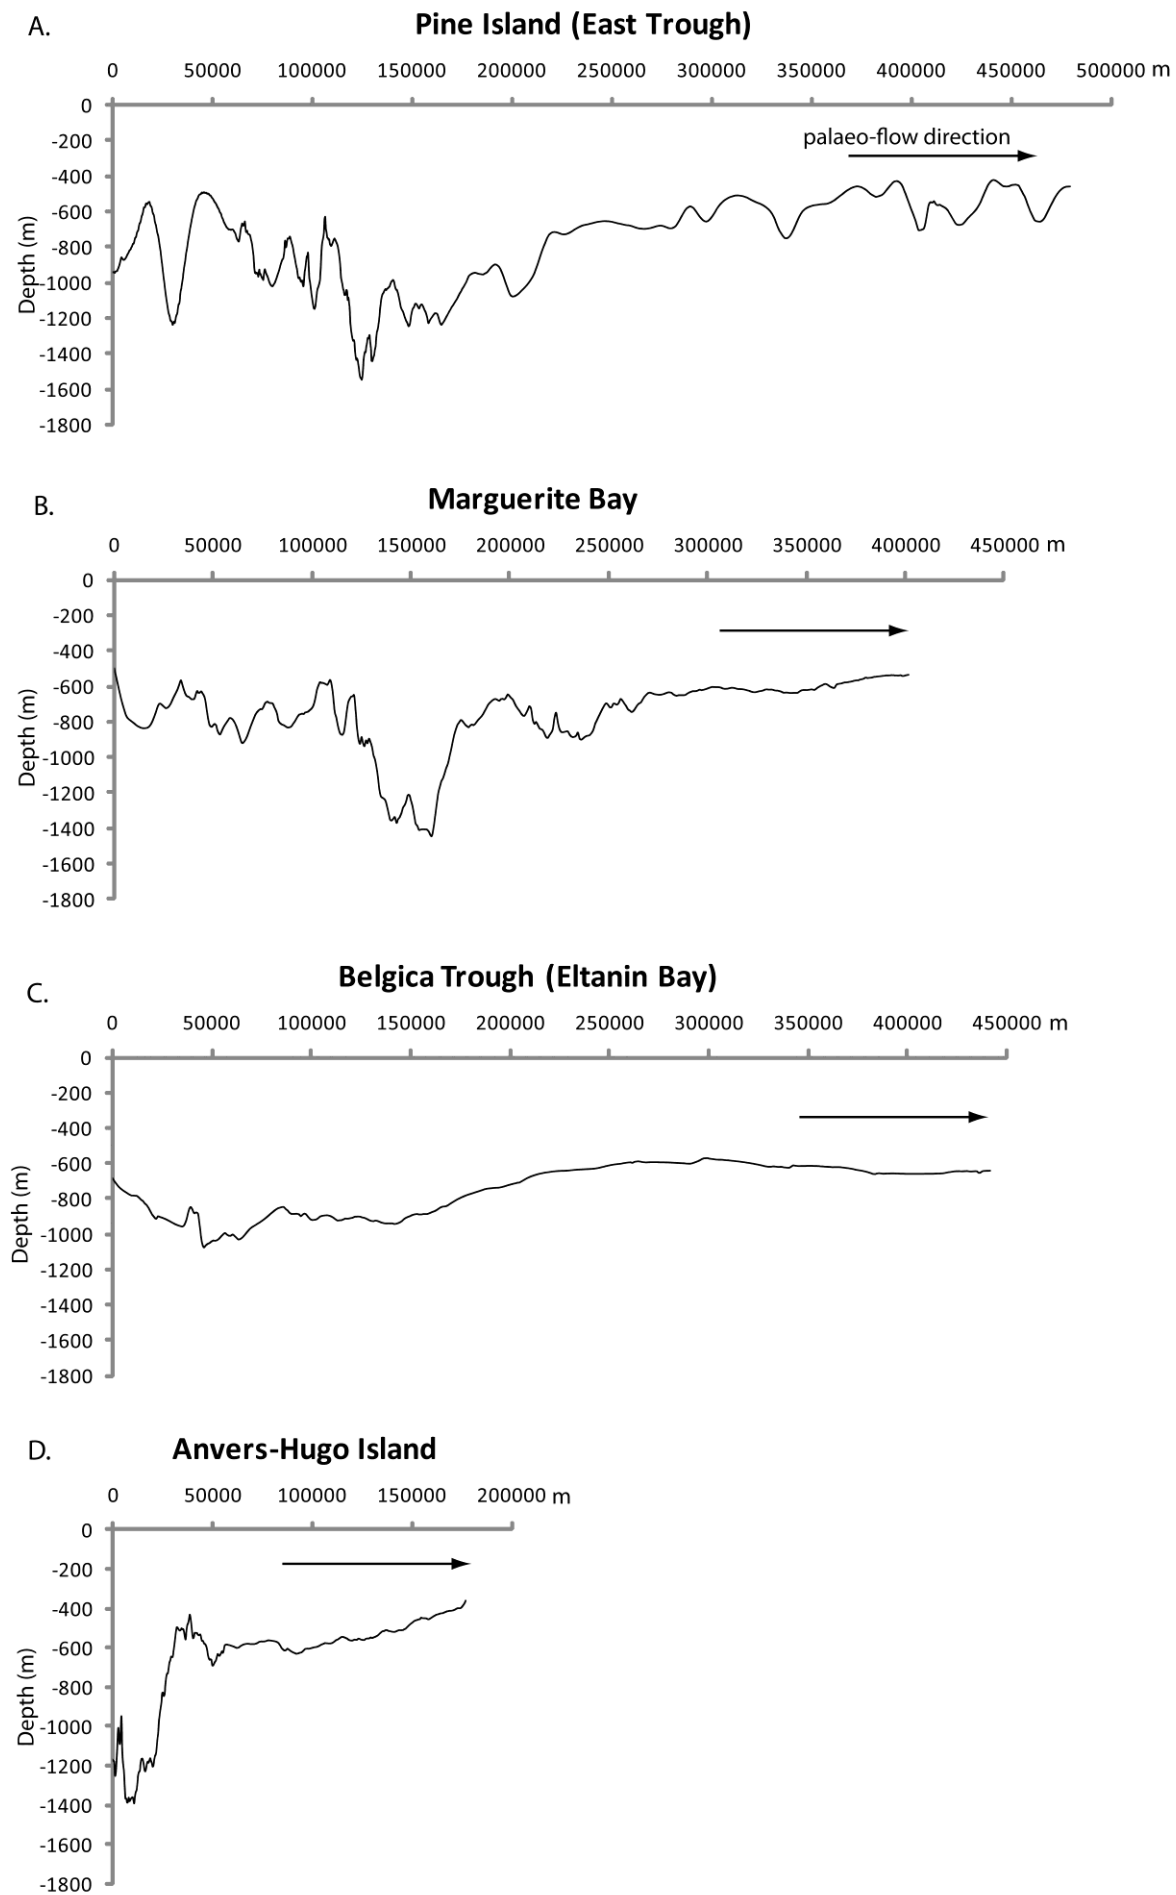 A.
Pine Island (East Trough)
0 50000 100000 150000 200000 250000 300000 350000 400000 450000 500000 m
palaeo-flow direction
Depth (m)
0
-200
-400
-600
-800
-1000
-1200
-1400
-1600
-1800
B.
Marguerite Bay
0 50000 100000 150000 200000 250000 300000 350000 400000 450000 m
Depth (m)
0
-200
-400
-600
-800
-1000
-1200
-1400
-1600
-1800
C.
Belgica Trough (Eltanin Bay)
0 50000 100000 150000 200000 250000 300000 350000 400000 450000 m
Depth (m)
0
-200
-400
-600
-800
-1000
-1200
-1400
-1600
-1800
D.
Anvers-Hugo Island
0 50000 100000 150000 200000 m
Depth (m)
0
-200
-400
-600
-800
-1000
-1200
-1400
-1600
-1800